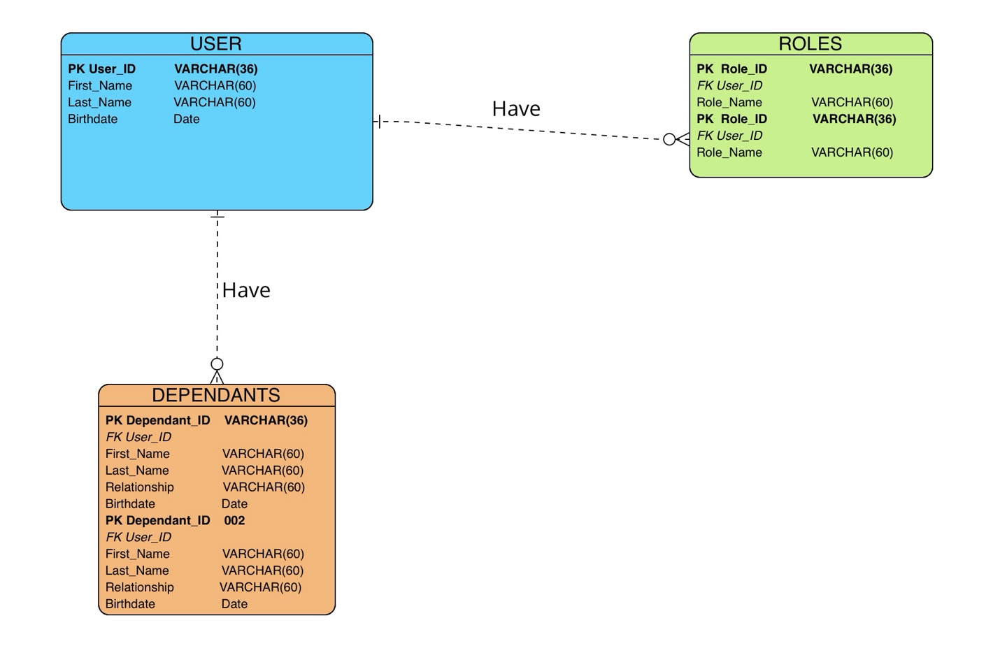 USER
PK User_ID VARCHAR(36)
First_Name VARCHAR(60)
Last_Name VARCHAR(60)
Birthdate Date
Have
ROLES
PK Role_ID VARCHAR(36)
FK User_ID
Role_Name VARCHAR(60)
PK Role_ID VARCHAR(36)
FK User_ID
Role_Name VARCHAR(60)
Have
DEPENDANTS
PK Dependant_ID VARCHAR(36)
FK User_ID
First_Name VARCHAR(60)
Last_Name VARCHAR(60)
Relationship VARCHAR(60)
Birthdate Date
PK Dependant_ID 002
FK User_ID
First_Name VARCHAR(60)
Last_Name VARCHAR(60)
Relationship VARCHAR(60)
Birthdate Date